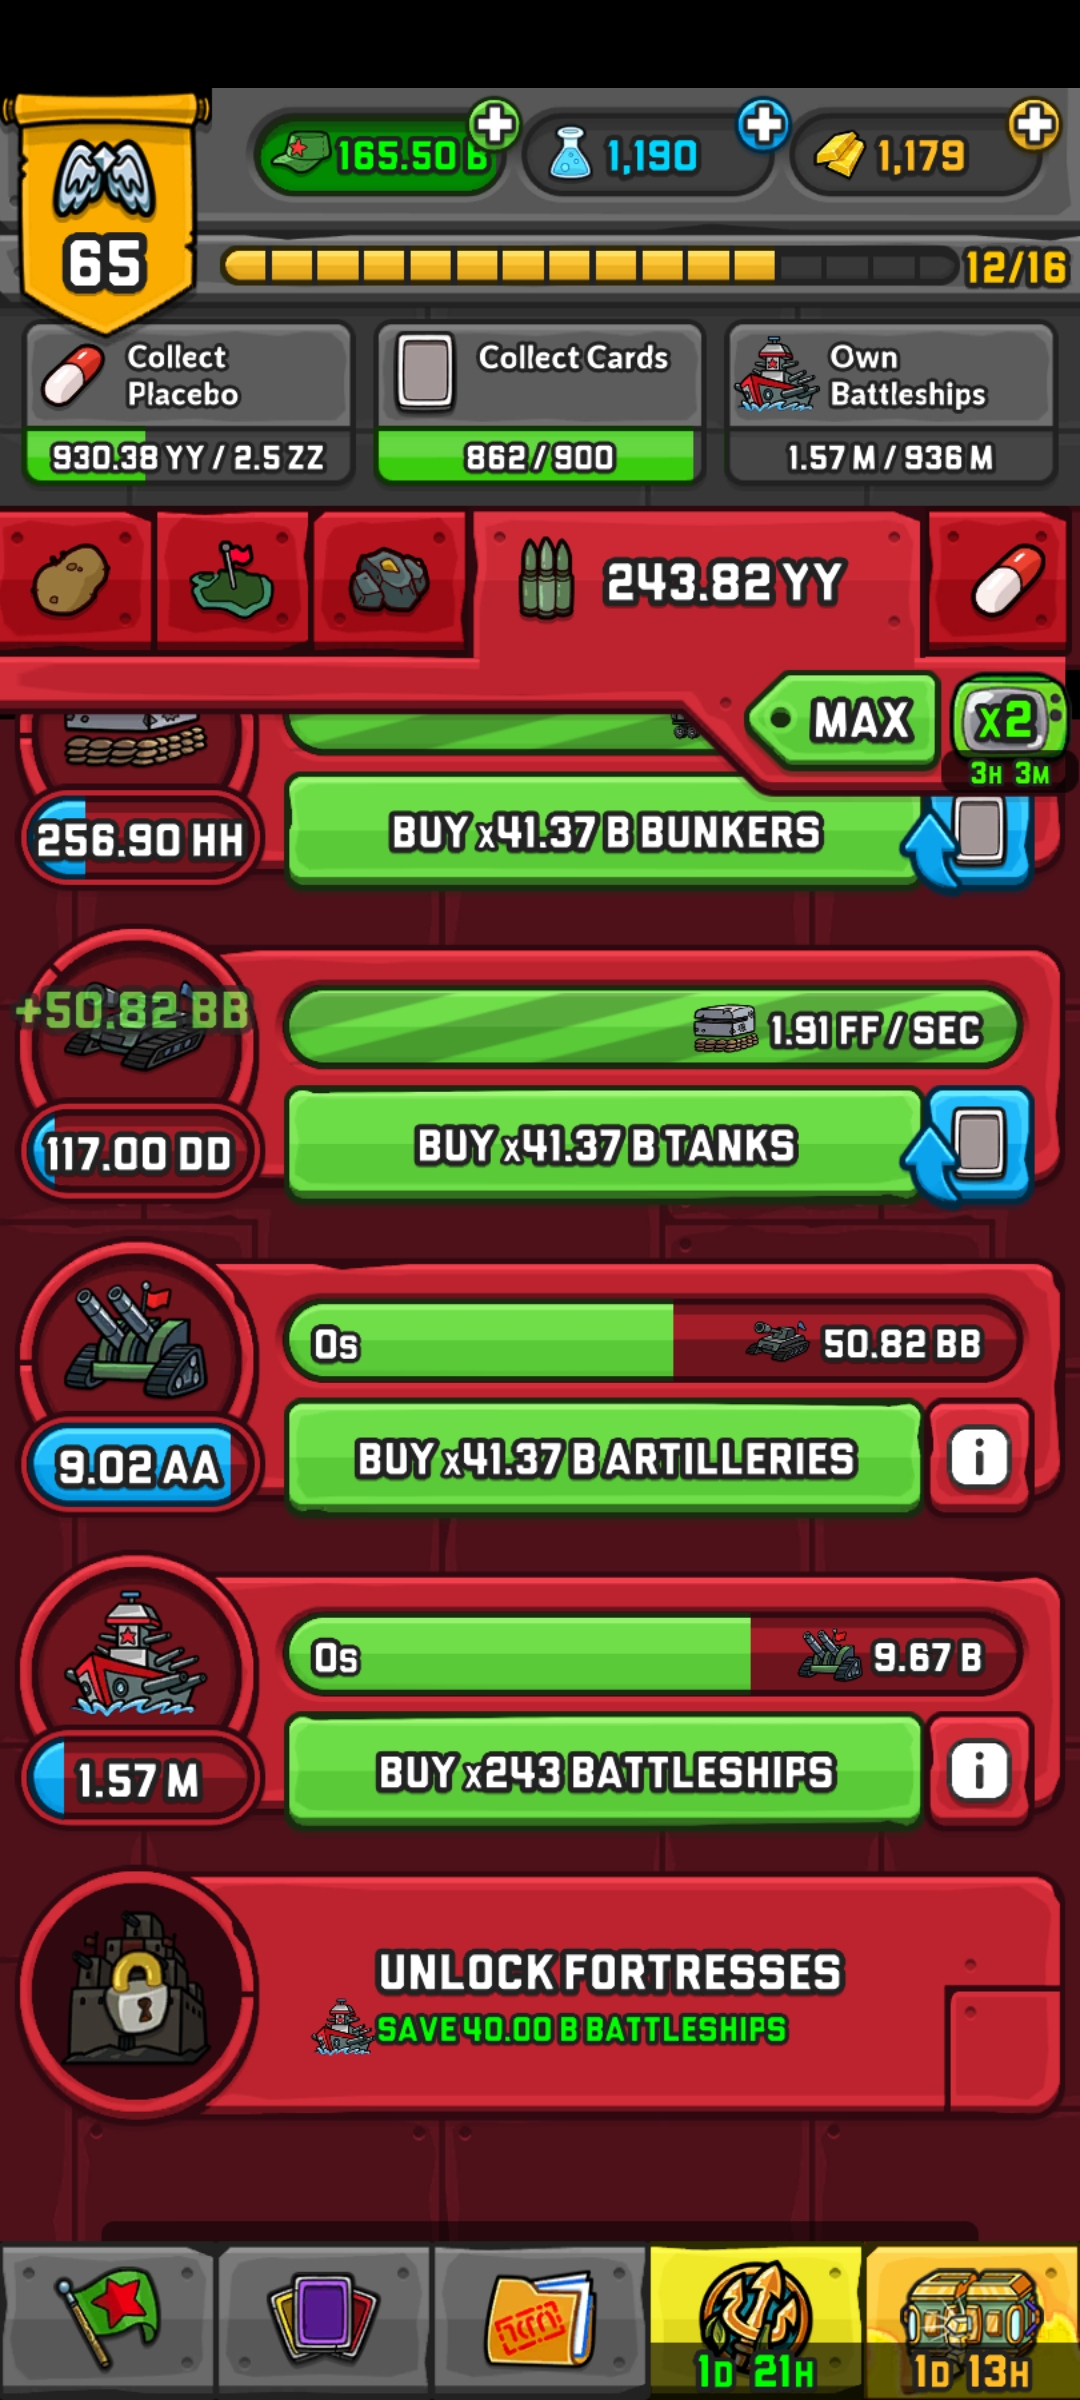 165.50 B
1,190
1,179
65
12/16
Collect
Placebo
930.38 YY / 2.5 ZZ
Collect Cards
862/900
Own
Battleships
1.57 M / 936 M
243.82 YY
MAX
x2
3H 3M
256.90 HH
BUY x41.37 B BUNKERS
+50.82 BB
1.91 FF / SEC
117.00 DD
BUY x41.37 B TANKS
0s
50.82 BB
9.02 AA
BUY x41.37 B ARTILLERIES
i
0s
9.67 B
1.57 M
BUY x243 BATTLESHIPS
i
UNLOCK FORTRESSES
SAVE 40.00 B BATTLESHIPS
1D 21H
1D 13H